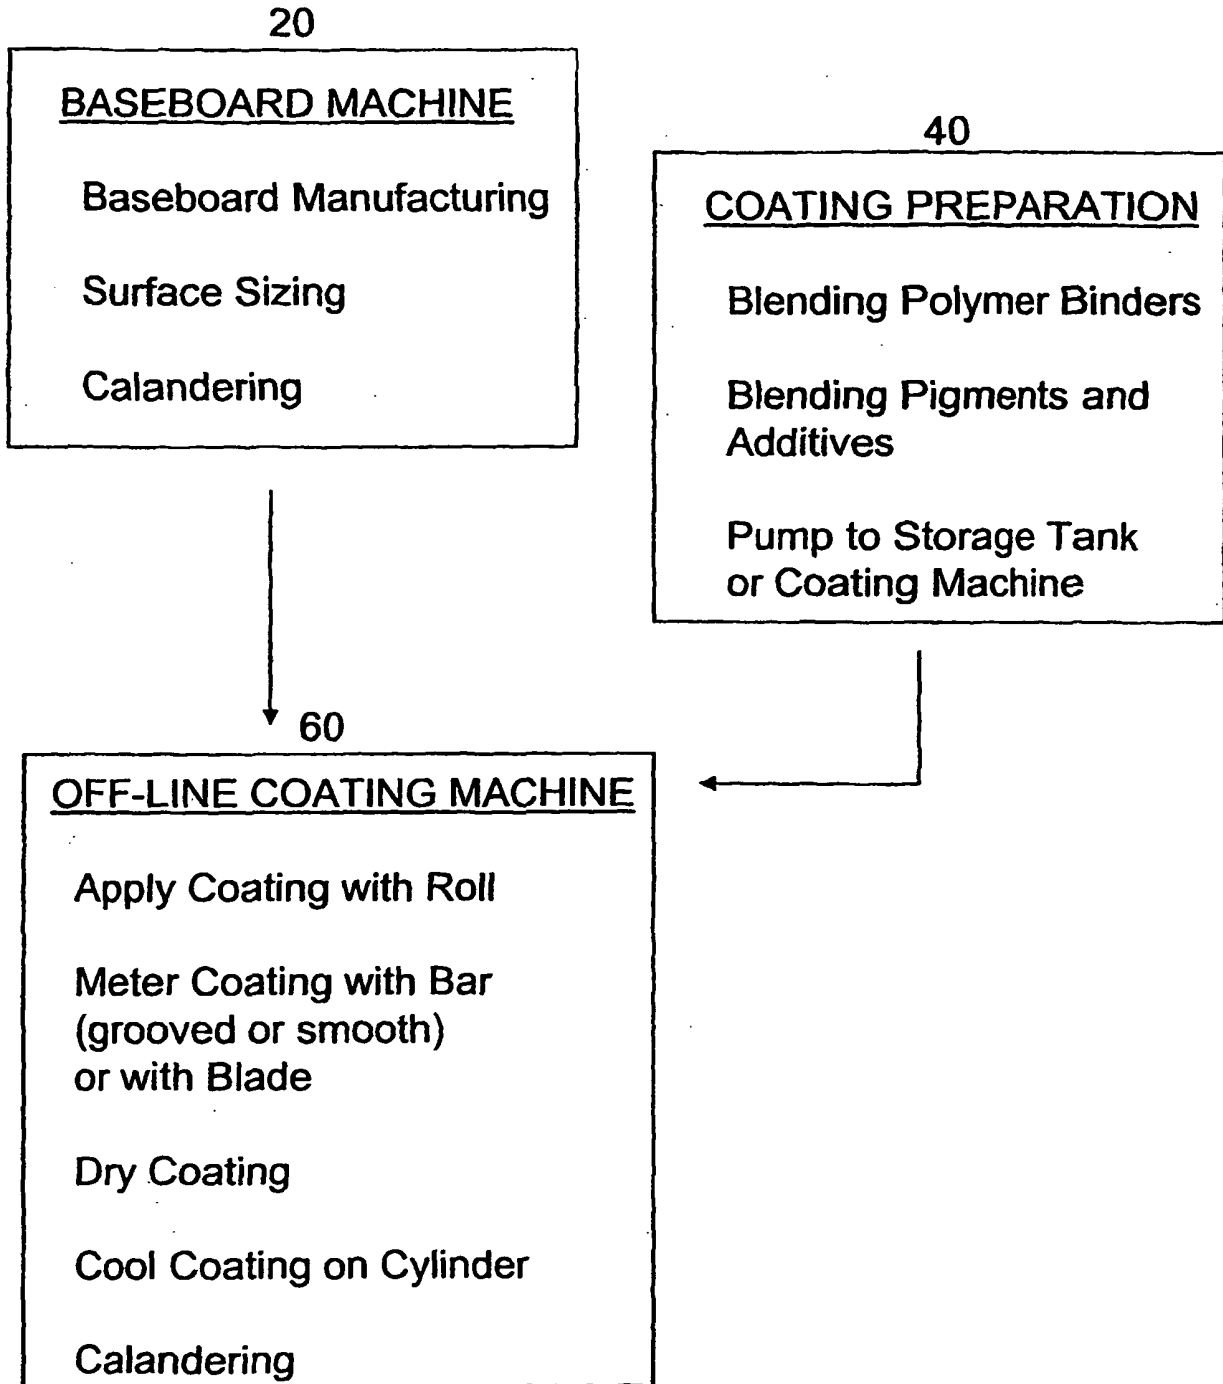 20
BASEBOARD MACHINE
Baseboard Manufacturing
Surface Sizing
Calandering
40
COATING PREPARATION
Blending Polymer Binders
Blending Pigments and
Additives
Pump to Storage Tank
or Coating Machine
60
OFF-LINE COATING MACHINE
Apply Coating with Roll
Meter Coating with Bar
(grooved or smooth)
or with Blade
Dry Coating
Cool Coating on Cylinder
Calandering